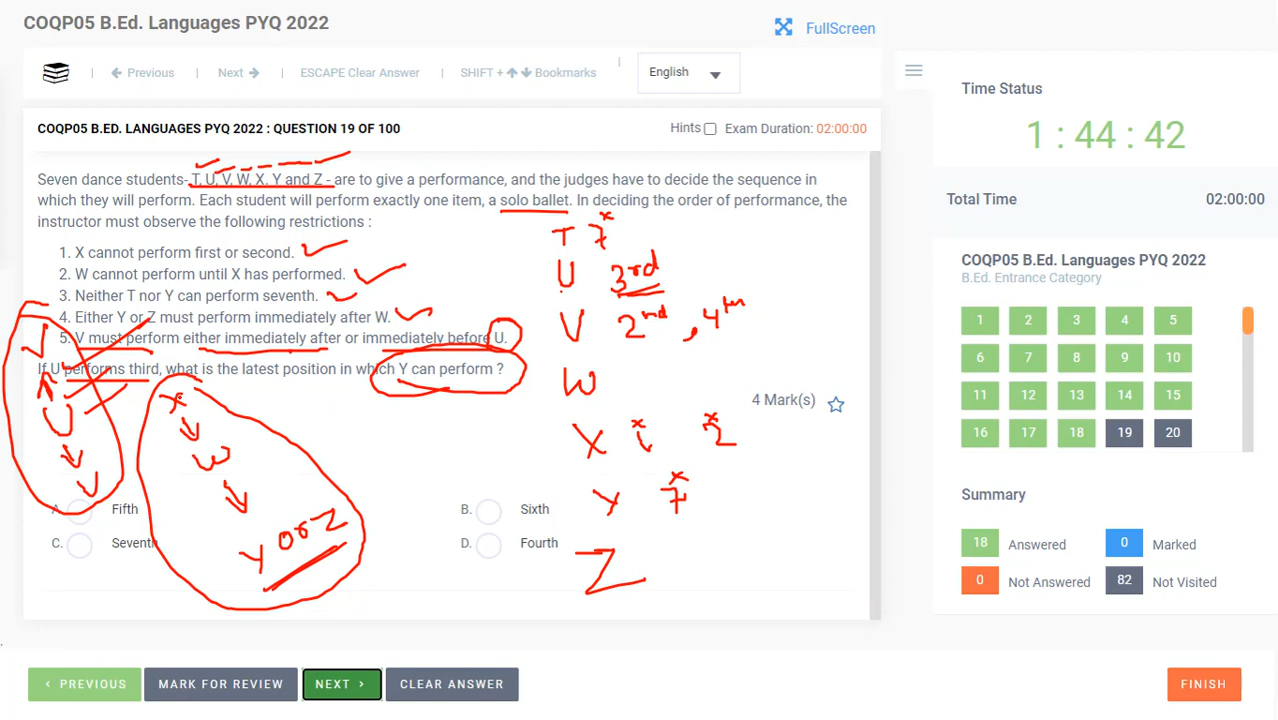 COQP05 B.Ed. Languages PYQ 2022
FullScreen
Previous
Next
ESCAPE Clear Answer
SHIFT + Bookmarks
English
COQP05 B.ED. LANGUAGES PYQ 2022 : QUESTION 19 OF 100
Hints
Exam Duration: 02:00:00
Seven dance students- T, U, V, W, X, Y and Z - are to give a performance, and the judges have to decide the sequence in
which they will perform. Each student will perform exactly one item, a solo ballet. In deciding the order of performance, the
instructor must observe the following restrictions :
1. X cannot perform first or second.
2. W cannot perform until X has performed.
3. Neither T nor Y can perform seventh.
4. Either Y or Z must perform immediately after W.
5. V must perform either immediately after or immediately before U.
If U performs third, what is the latest position in which Y can perform ?
4 Mark(s)
A. Fifth
B. Sixth
C. Seventh
D. Fourth
T 7
U 3rd
V 2nd, 4th
W
X 1 2
Y 7
Z
V
U
V
X
W
Y or Z
PREVIOUS
MARK FOR REVIEW
NEXT
CLEAR ANSWER
FINISH
Time Status
1 : 44 : 42
Total Time
02:00:00
COQP05 B.Ed. Languages PYQ 2022
B.Ed. Entrance Category
1 2 3 4 5
6 7 8 9 10
11 12 13 14 15
16 17 18 19 20
Summary
18 Answered
0 Marked
0 Not Answered
82 Not Visited